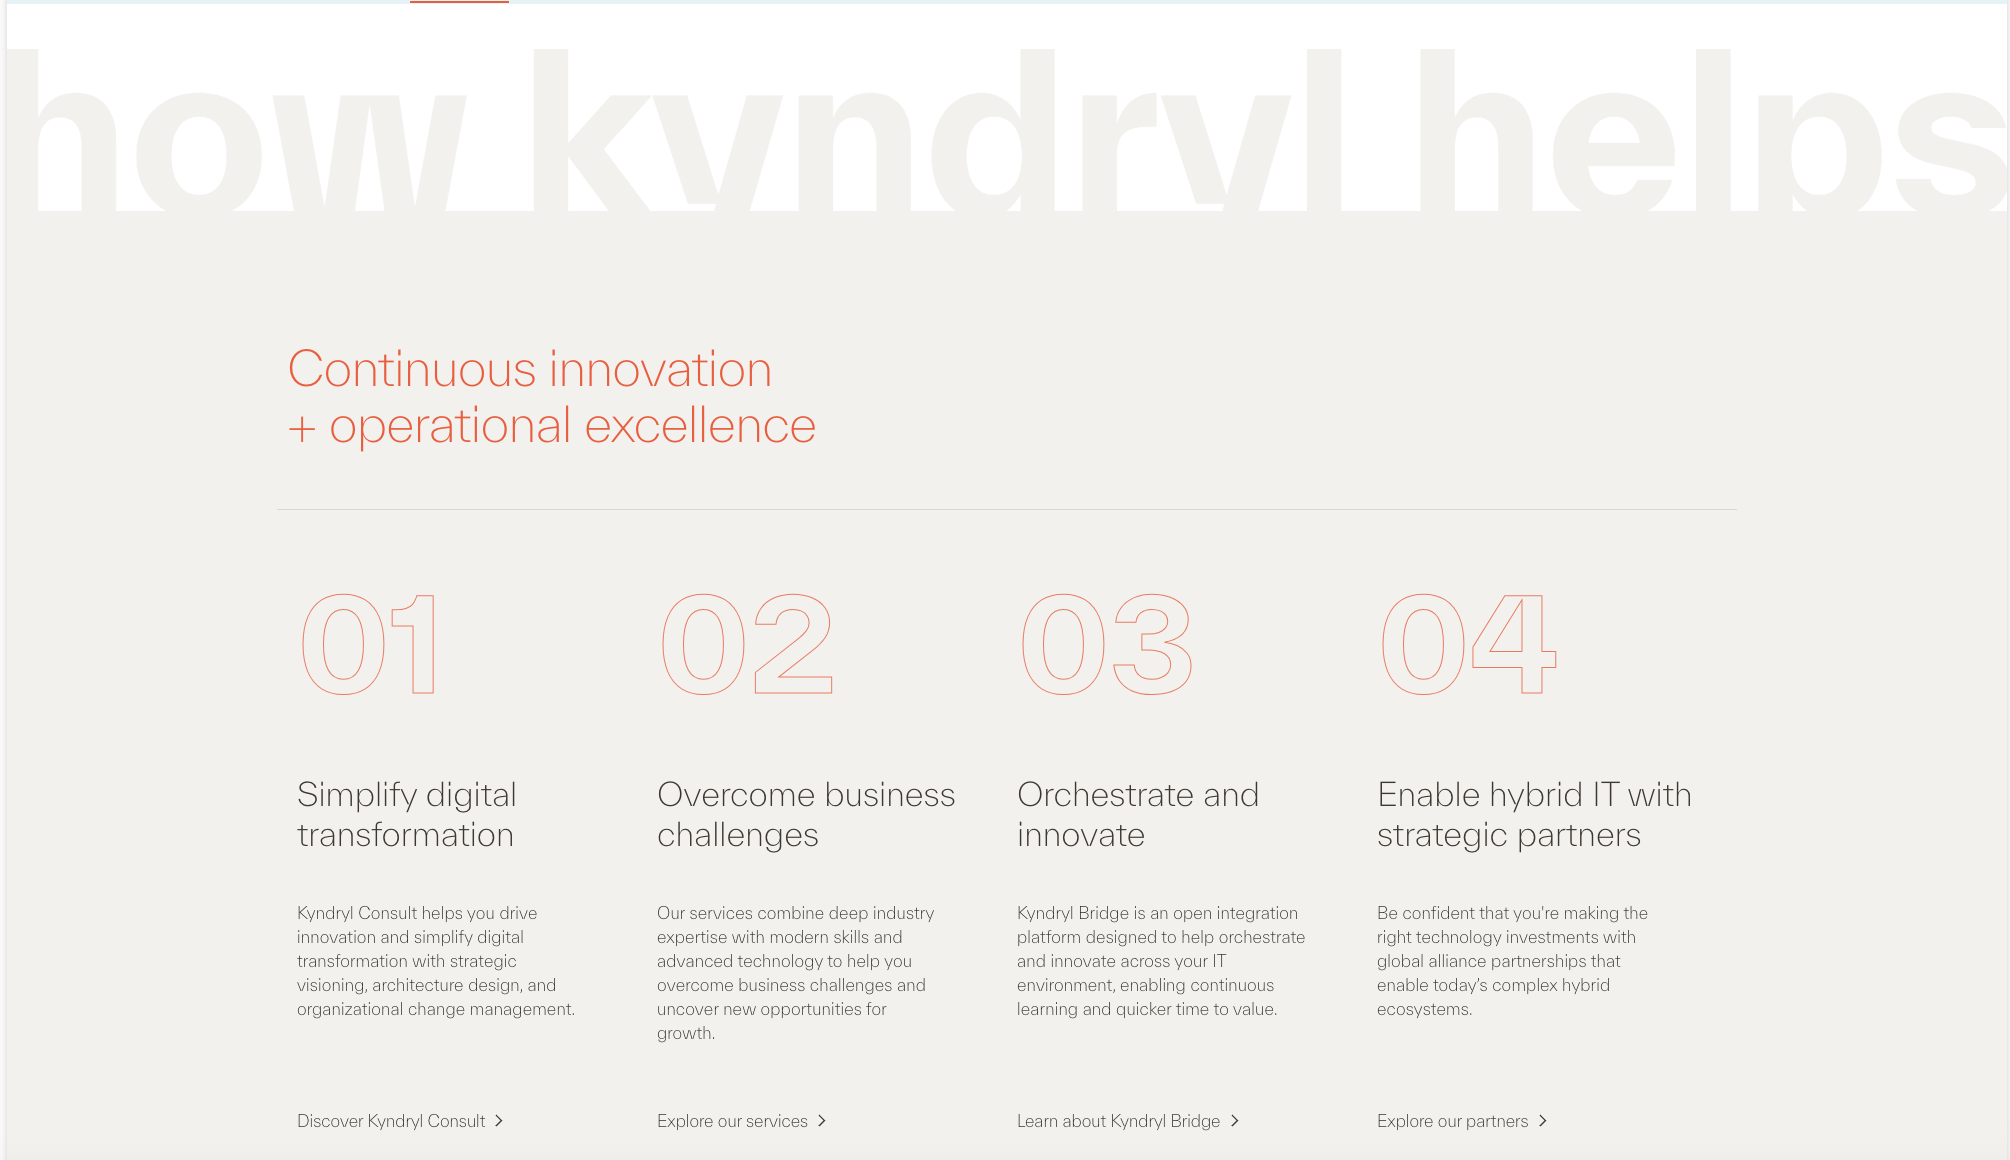 how kyndryl helps
Continuous innovation
+ operational excellence
01
02
03
04
Simplify digital
transformation
Overcome business
challenges
Orchestrate and
innovate
Enable hybrid IT with
strategic partners
Kyndryl Consult helps you drive
innovation and simplify digital
transformation with strategic
visioning, architecture design, and
organizational change management.
Our services combine deep industry
expertise with modern skills and
advanced technology to help you
overcome business challenges and
uncover new opportunities for
growth.
Kyndryl Bridge is an open integration
platform designed to help orchestrate
and innovate across your IT
environment, enabling continuous
learning and quicker time to value.
Be confident that you're making the
right technology investments with
global alliance partnerships that
enable today's complex hybrid
ecosystems.
Discover Kyndryl Consult
Explore our services
Learn about Kyndryl Bridge
Explore our partners